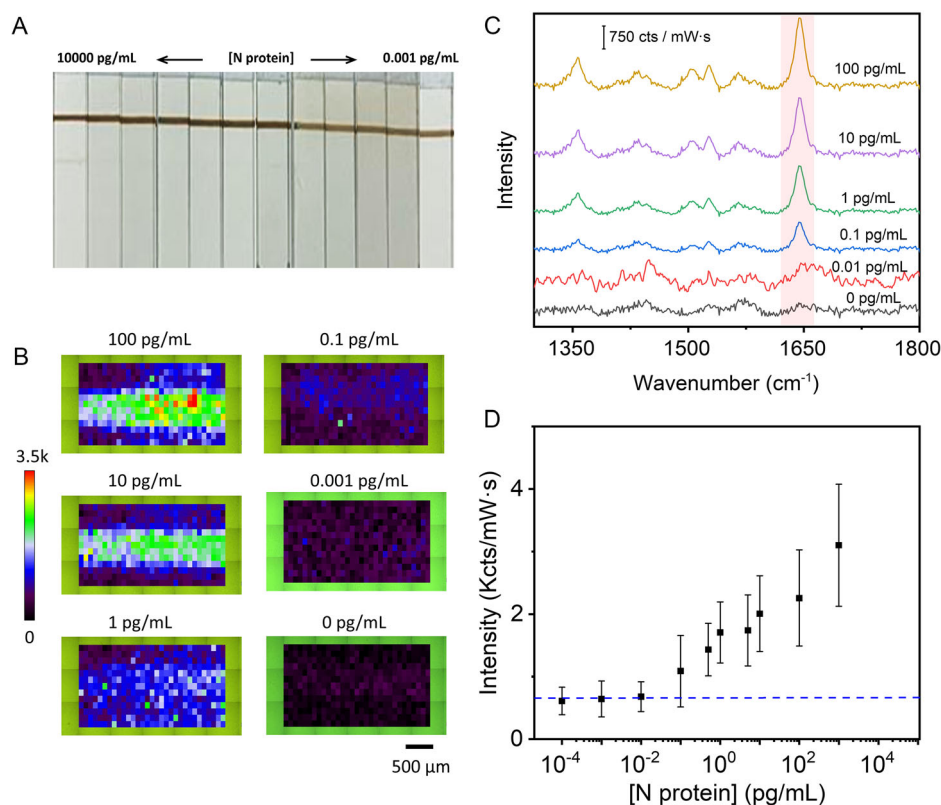 A
10000 pg/mL
[N protein]
0.001 pg/mL
B
100 pg/mL
0.1 pg/mL
3.5k
10 pg/mL
0.001 pg/mL
0
1 pg/mL
0 pg/mL
500 µm
C
750 cts / mW·s
100 pg/mL
10 pg/mL
1 pg/mL
0.1 pg/mL
0.01 pg/mL
0 pg/mL
Intensity
1350 1500 1650 1800
Wavenumber (cm⁻¹)
D
4
2
0
Intensity (Kcts/mW·s)
10⁻⁴ 10⁻² 10⁰ 10² 10⁴
[N protein] (pg/mL)